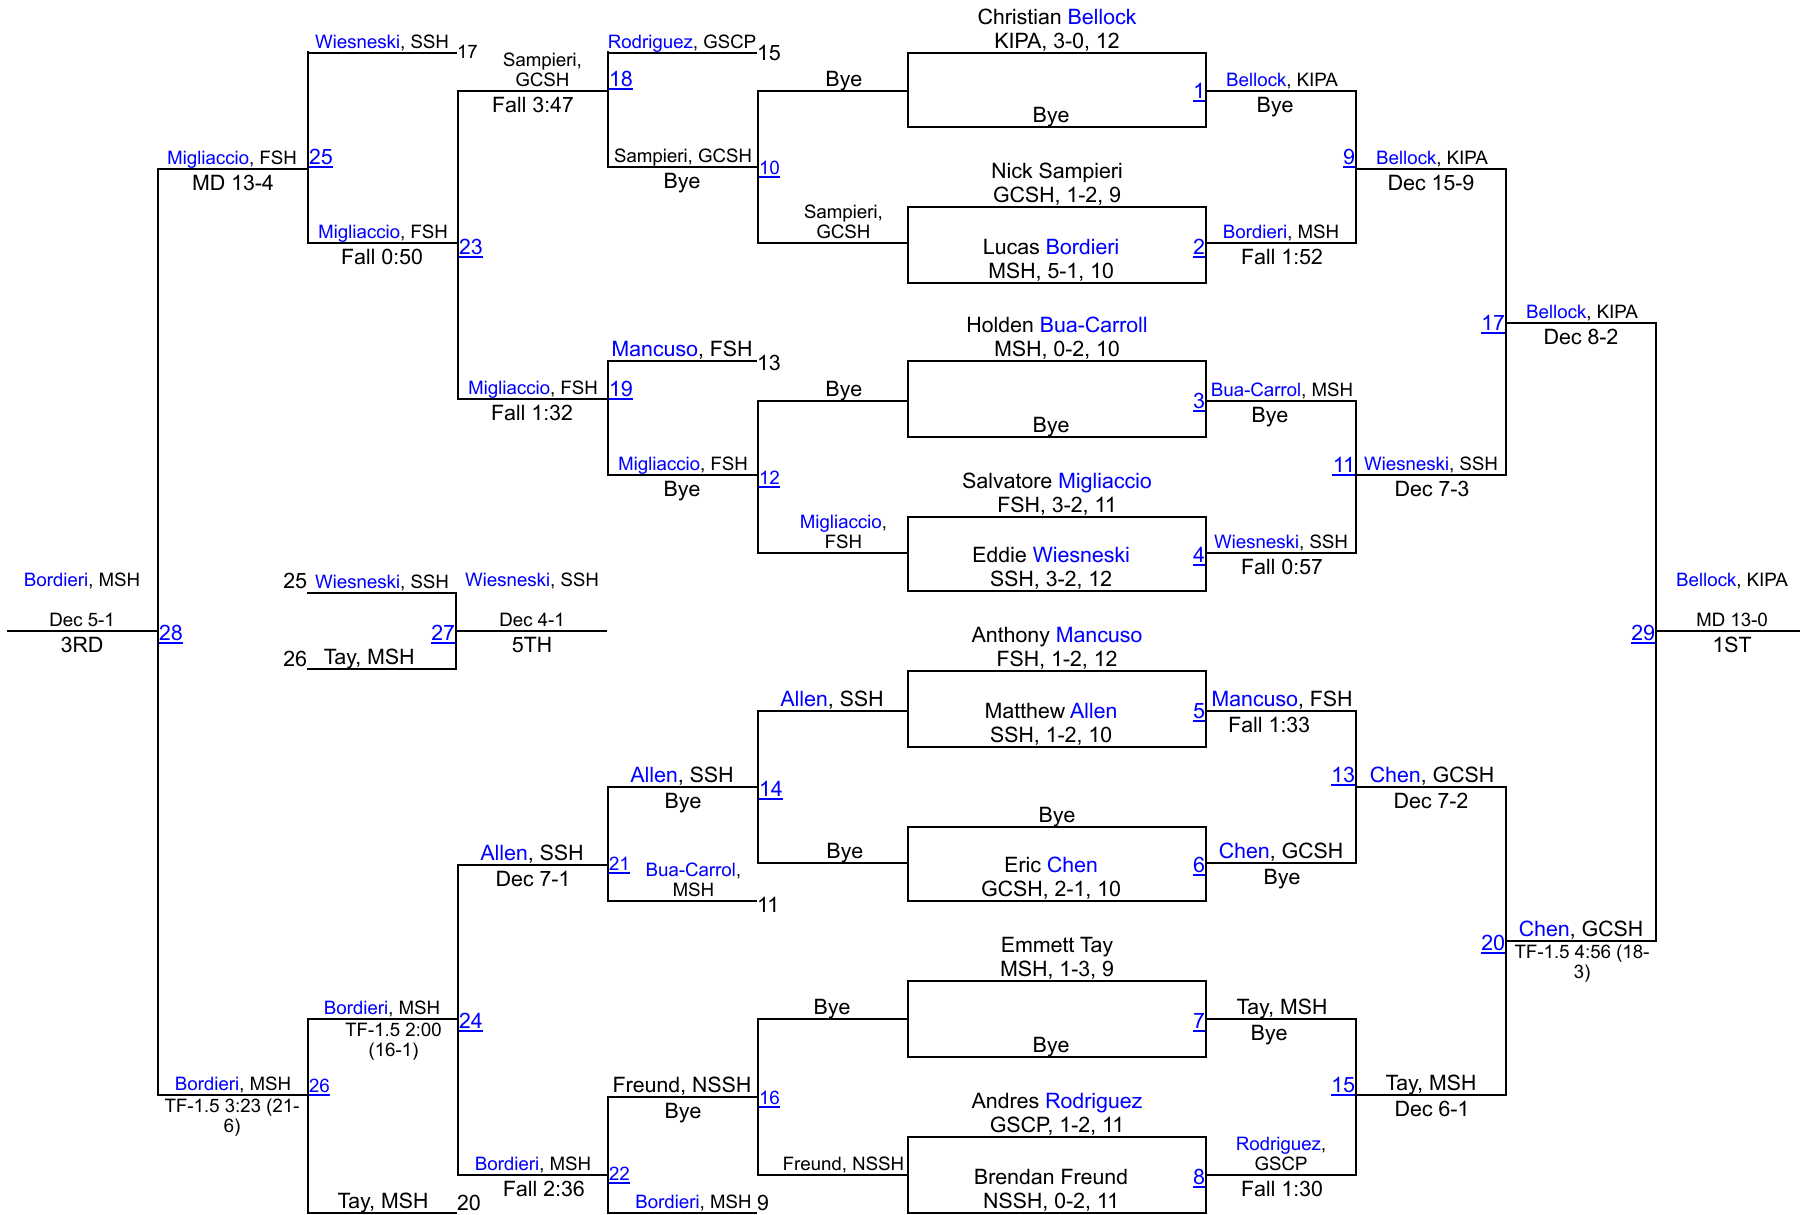 Christian Bellock
KIPA, 3-0, 12
Wiesneski, SSH
17
Sampieri,
GCSH
Fall 3:47
Rodriguez, GSCP
15
18
Bye
Bye
1
Bellock, KIPA
Bye
Migliaccio, FSH
MD 13-4
25
Sampieri, GCSH
Bye
10
Nick Sampieri
GCSH, 1-2, 9
9
Bellock, KIPA
Dec 15-9
Migliaccio, FSH
Fall 0:50
23
Sampieri,
GCSH
Lucas Bordieri
MSH, 5-1, 10
2
Bordieri, MSH
Fall 1:52
Holden Bua-Carroll
MSH, 0-2, 10
17
Bellock, KIPA
Dec 8-2
Mancuso, FSH
13
Migliaccio, FSH
Fall 1:32
19
Bye
Bye
3
Bua-Carrol, MSH
Bye
Migliaccio, FSH
Bye
12
Salvatore Migliaccio
FSH, 3-2, 11
11
Wiesneski, SSH
Dec 7-3
Migliaccio,
FSH
Eddie Wiesneski
SSH, 3-2, 12
4
Wiesneski, SSH
Fall 0:57
Bordieri, MSH
Dec 5-1
3RD
28
25
Wiesneski, SSH
26
Tay, MSH
27
Wiesneski, SSH
Dec 4-1
5TH
29
Bellock, KIPA
MD 13-0
1ST
Anthony Mancuso
FSH, 1-2, 12
Allen, SSH
Matthew Allen
SSH, 1-2, 10
5
Mancuso, FSH
Fall 1:33
Allen, SSH
Bye
14
13
Chen, GCSH
Dec 7-2
Bye
Allen, SSH
Dec 7-1
21
Bua-Carrol,
MSH
11
Bye
Eric Chen
GCSH, 2-1, 10
6
Chen, GCSH
Bye
Emmett Tay
MSH, 1-3, 9
20
Chen, GCSH
TF-1.5 4:56 (18-
3)
Bordieri, MSH
TF-1.5 2:00
(16-1)
24
Bye
Bye
7
Tay, MSH
Bye
Bordieri, MSH
TF-1.5 3:23 (21-
6)
26
Freund, NSSH
Bye
16
Andres Rodriguez
GSCP, 1-2, 11
15
Tay, MSH
Dec 6-1
Bordieri, MSH
Fall 2:36
22
Freund, NSSH
Brendan Freund
NSSH, 0-2, 11
8
Rodriguez,
GSCP
Fall 1:30
Tay, MSH
20
Bordieri, MSH
9